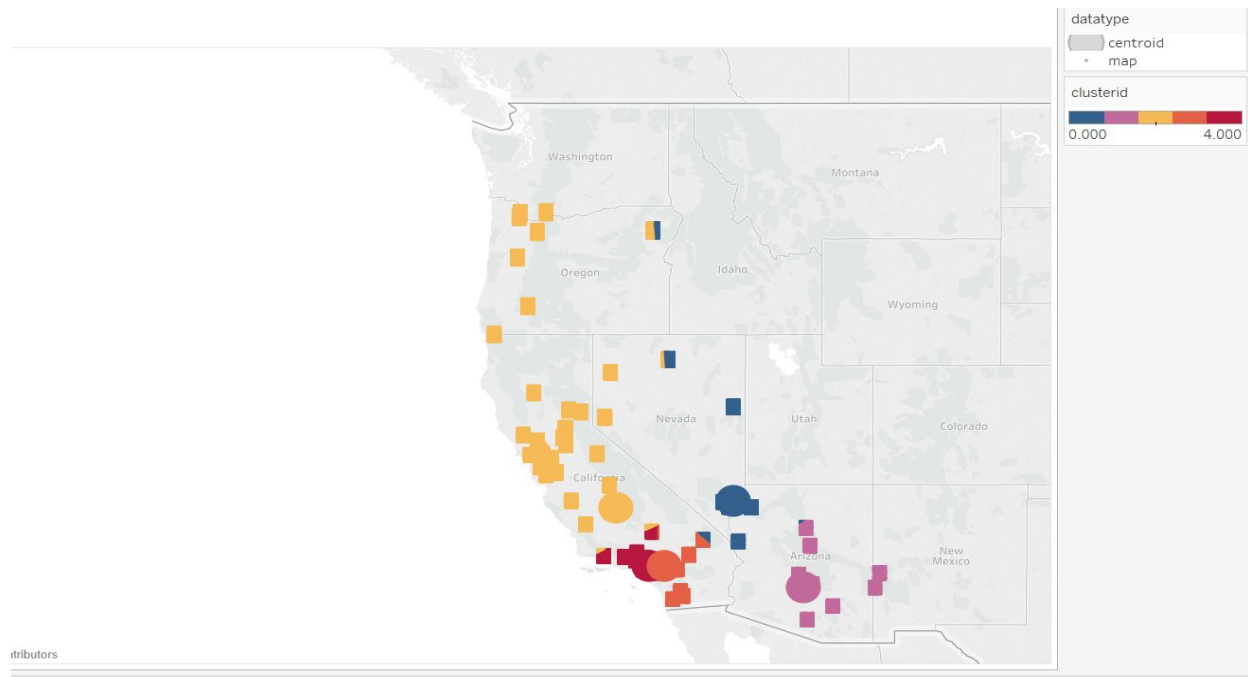 datatype
centroid
map
clusterid
0.000 4.000
Washington
Montana
Oregon
Idaho
Wyoming
Nevada
Utah
Colorado
California
Arizona
New
Mexico
ntributors